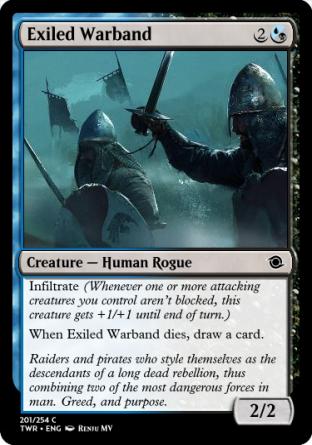 Exiled Warband 2
Creature — Human Rogue
Infiltrate (Whenever one or more attacking
creatures you control aren't blocked, this
creature gets +1/+1 until end of turn.)
When Exiled Warband dies, draw a card.
Raiders and pirates who style themselves as the
descendants of a long dead rebellion, thus
combining two of the most dangerous forces in
man. Greed, and purpose.
2/2
201/254 C
TWR • ENG Renju MV